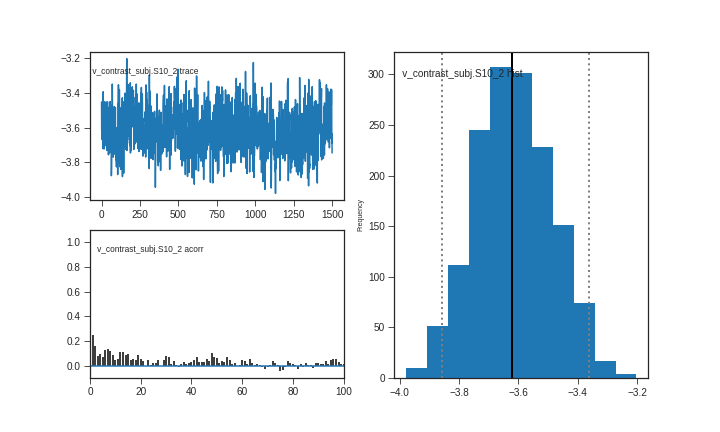 −3.2
v_contrast_subj.S10_2 trace
−3.4
−3.6
−3.8
−4.0
0 250 500 750 1000 1250 1500
1.0
v_contrast_subj.S10_2 acorr
0.8
0.6
0.4
0.2
0.0
0 20 40 60 80 100
300
v_contrast_subj.S10_2 hist
250
200
Frequency
150
100
50
0
−4.0 −3.8 −3.6 −3.4 −3.2